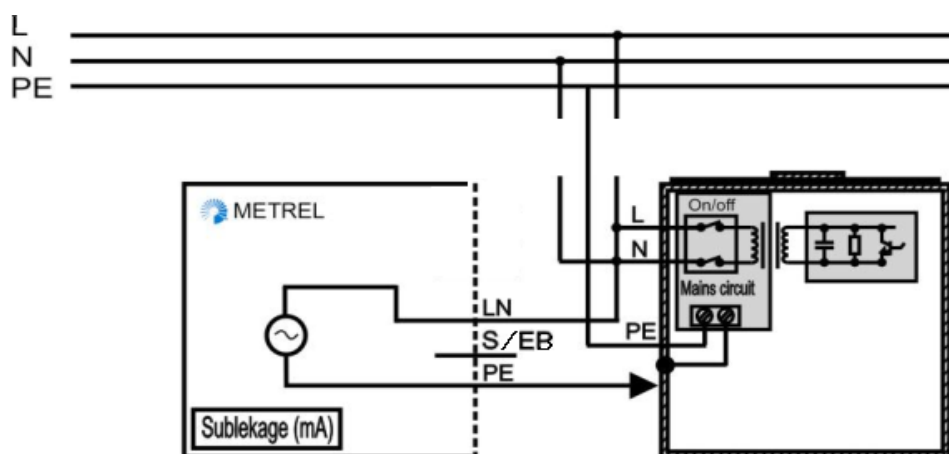 L
N
PE
METREL
On/off
L
N
Mains circuit
LN
PE
S/EB
PE
Sublekage (mA)